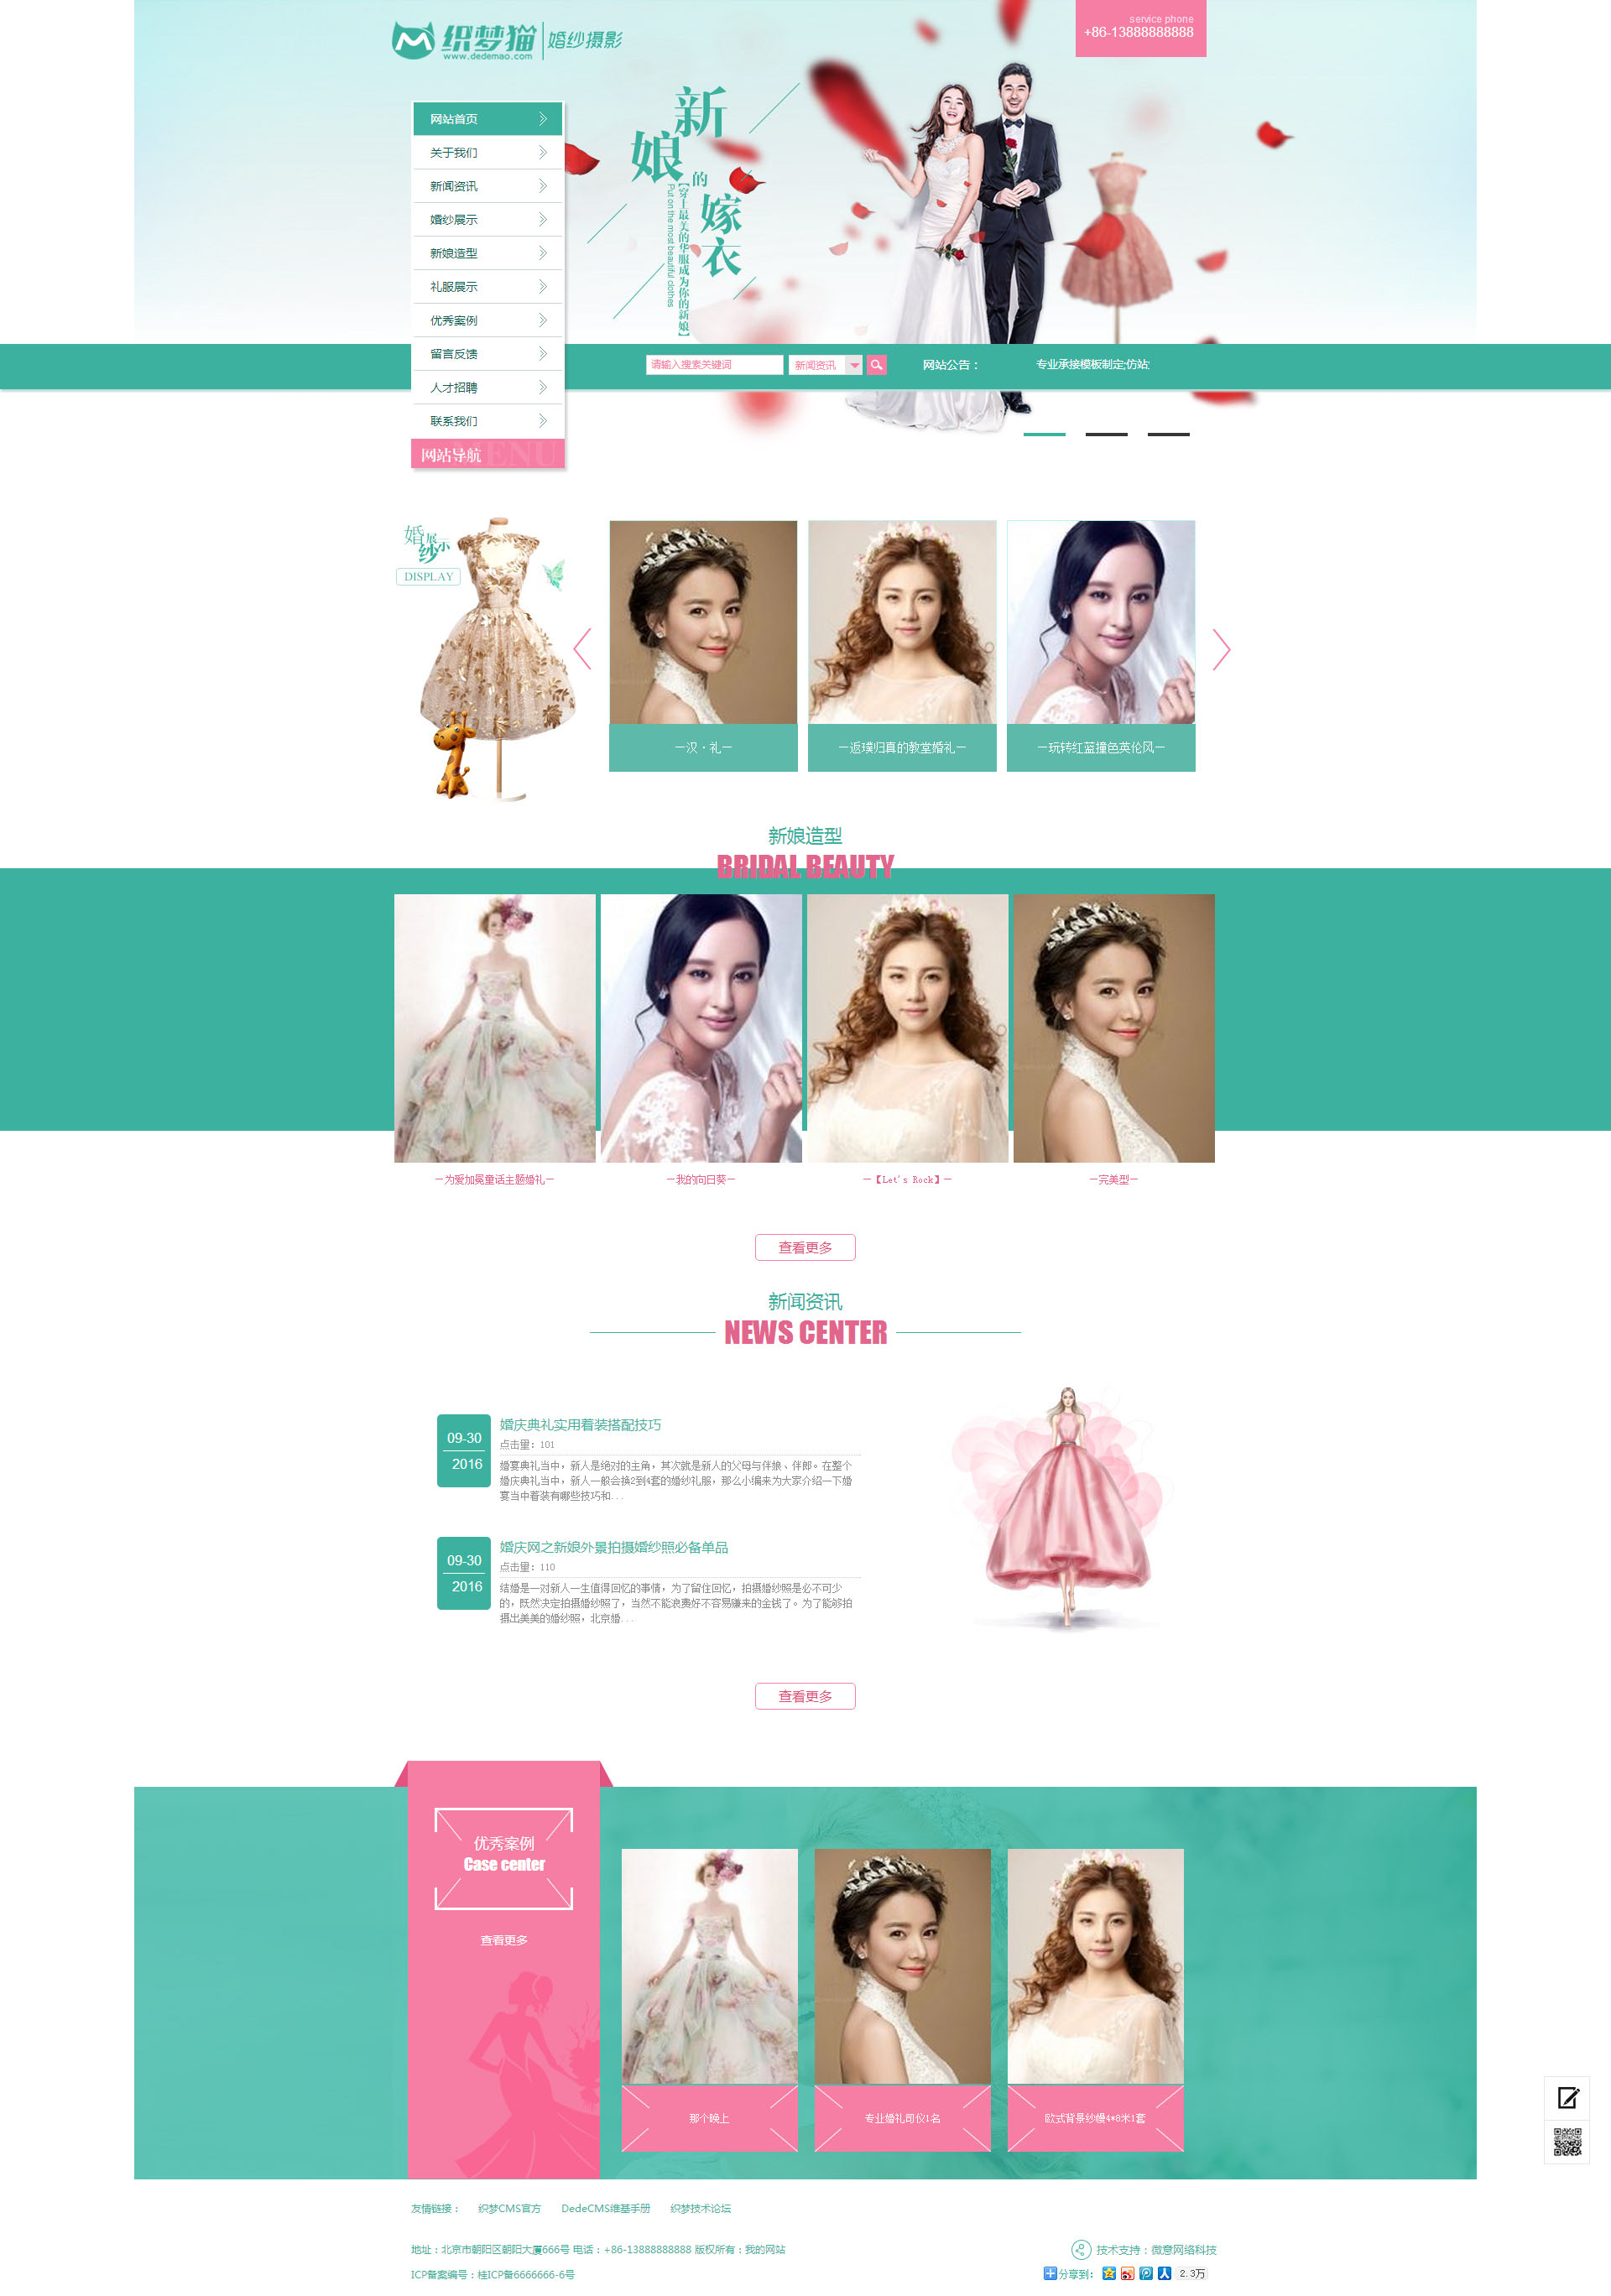 织梦猫 婚纱摄影
www.dedemao.com
service phone
+86-13888888888
新娘的嫁衣
【穿上最美的华服成为你的新娘】
Put on the most beautiful clothes
网站首页
关于我们
新闻资讯
婚纱展示
新娘造型
礼服展示
优秀案例
留言反馈
人才招聘
联系我们
网站导航
MENU
请输入搜索关键词 新闻资讯 网站公告： 专业承接模板制定;仿站;
婚纱展示
DISPLAY
－汉·礼－
－返璞归真的教堂婚礼－
－玩转红蓝撞色英伦风－
新娘造型
BRIDAL BEAUTY
－为爱加冕童话主题婚礼－
－我的向日葵－
－【Let's Rock】－
－完美型－
查看更多
新闻资讯
NEWS CENTER
09-30
2016
婚庆典礼实用着装搭配技巧
点击量：101
婚宴典礼当中，新人是绝对的主角，其次就是新人的父母与伴娘、伴郎。在整个
婚庆典礼当中，新人一般会换2到4套的婚纱礼服，那么小编来为大家介绍一下婚
宴当中着装有哪些技巧和...
09-30
2016
婚庆网之新娘外景拍摄婚纱照必备单品
点击量：110
结婚是一对新人一生值得回忆的事情，为了留住回忆，拍摄婚纱照是必不可少
的，既然决定拍摄婚纱照了，当然不能浪费好不容易赚来的金钱了。为了能够拍
摄出美美的婚纱照，北京婚...
查看更多
优秀案例
Case center
查看更多
那个晚上
专业婚礼司仪1名
欧式背景纱幔4*8米1套
友情链接： 织梦CMS官方 DedeCMS维基手册 织梦技术论坛
地址：北京市朝阳区朝阳大厦666号 电话：+86-13888888888 版权所有：我的网站
技术支持：微意网络科技
ICP备案编号：桂ICP备6666666-6号
分享到： 2.3万